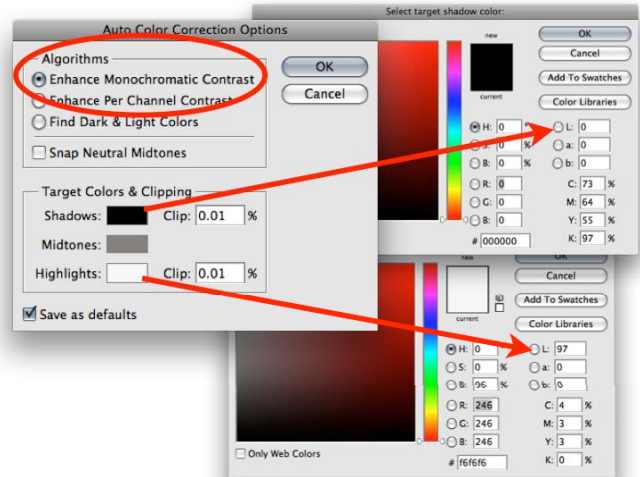 Auto Color Correction Options
Algorithms
Enhance Monochromatic Contrast
Enhance Per Channel Contrast
Find Dark & Light Colors
Snap Neutral Midtones
OK
Cancel
Target Colors & Clipping
Shadows: Clip: 0.01 %
Midtones:
Highlights: Clip: 0.01 %
Save as defaults
Select target shadow color:
new
current
OK
Cancel
Add To Swatches
Color Libraries
H: 0 ° L: 0
S: 0 % a: 0
B: 0 % b: 0
R: 0 C: 73 %
G: 0 M: 64 %
B: 0 Y: 55 %
# 000000 K: 97 %
new
current
OK
Cancel
Add To Swatches
Color Libraries
H: 0 L: 97
S: 0 % a: 0
B: 96 % b: 0
R: 246 C: 4 %
G: 246 M: 3 %
B: 246 Y: 3 %
# f6f6f6 K: 0 %
Only Web Colors